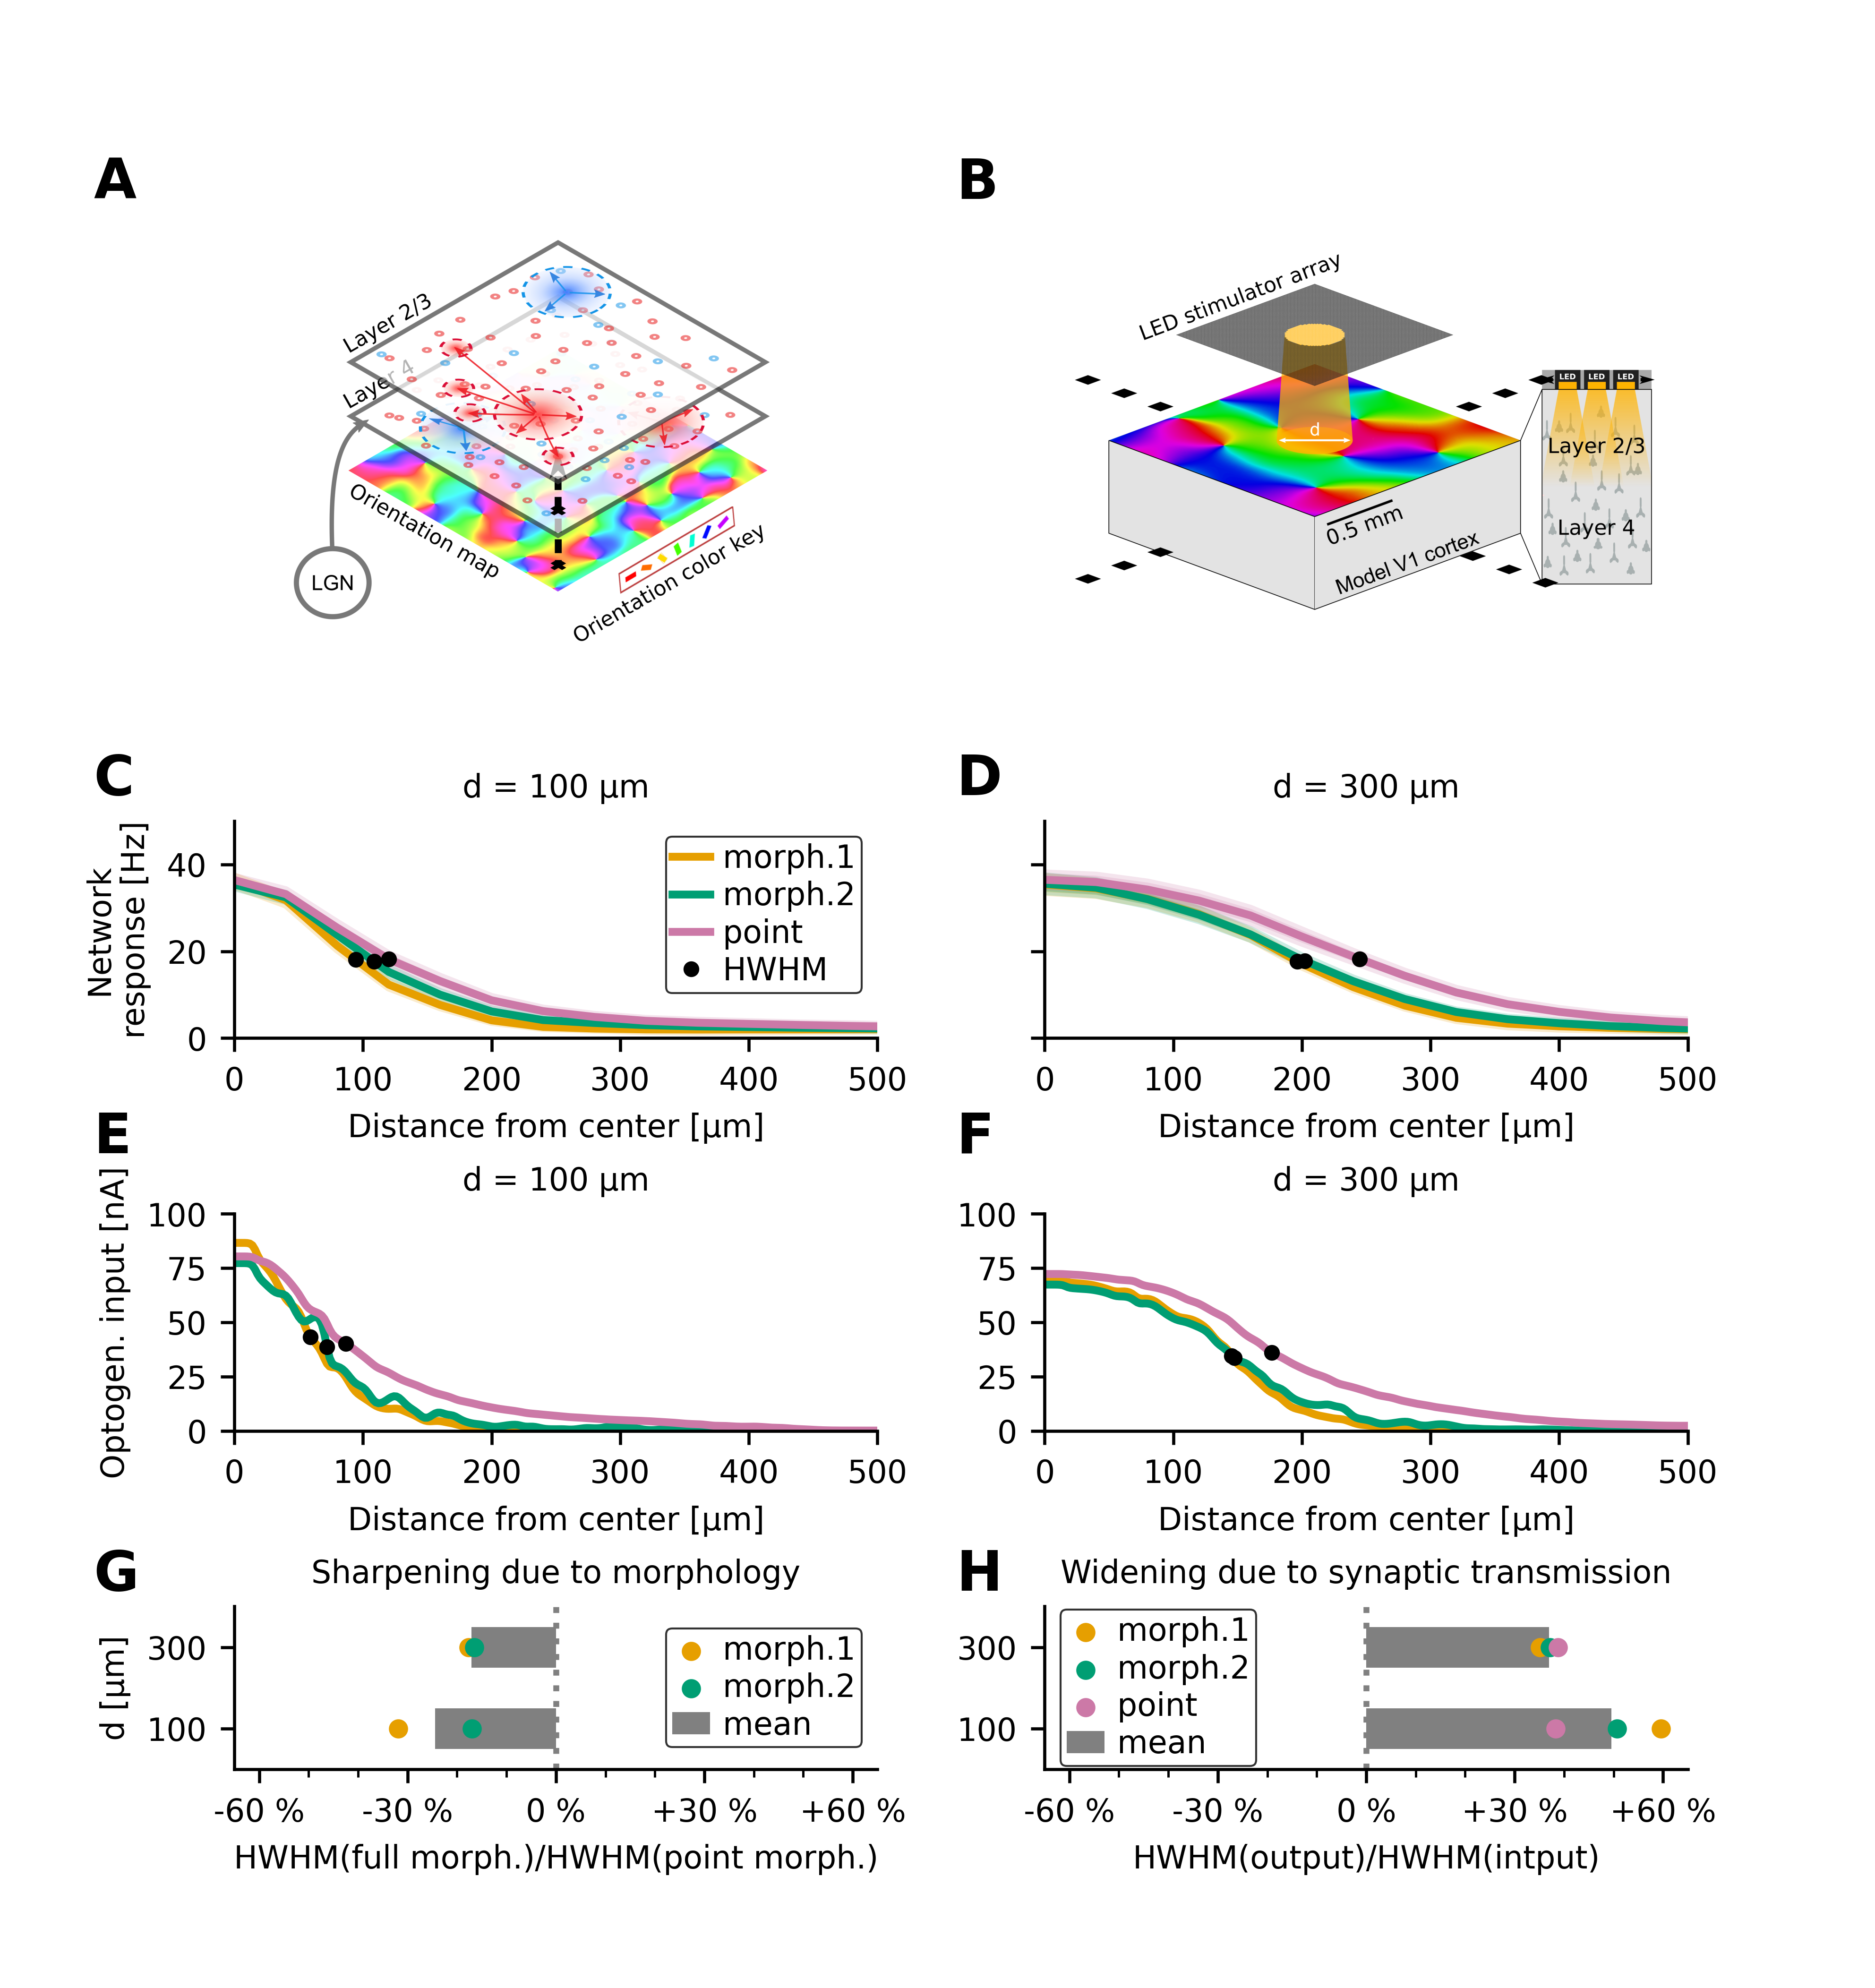 A
B
Layer 2/3
Layer 4
LGN
Orientation map
Orientation color key
LED stimulator array
d
0.5 mm
Model V1 cortex
LED LED LED
Layer 2/3
Layer 4
C
d = 100 µm
Network
response [Hz]
40
20
0
morph.1
morph.2
point
HWHM
0 100 200 300 400 500
Distance from center [µm]
D
d = 300 µm
0 100 200 300 400 500
Distance from center [µm]
E
d = 100 µm
Optogen. input [nA]
100
75
50
25
0
0 100 200 300 400 500
Distance from center [µm]
F
d = 300 µm
100
75
50
25
0
0 100 200 300 400 500
Distance from center [µm]
G
Sharpening due to morphology
d [µm]
300
100
morph.1
morph.2
mean
-60 % -30 % 0 % +30 % +60 %
HWHM(full morph.)/HWHM(point morph.)
H
Widening due to synaptic transmission
300
100
morph.1
morph.2
point
mean
-60 % -30 % 0 % +30 % +60 %
HWHM(output)/HWHM(intput)